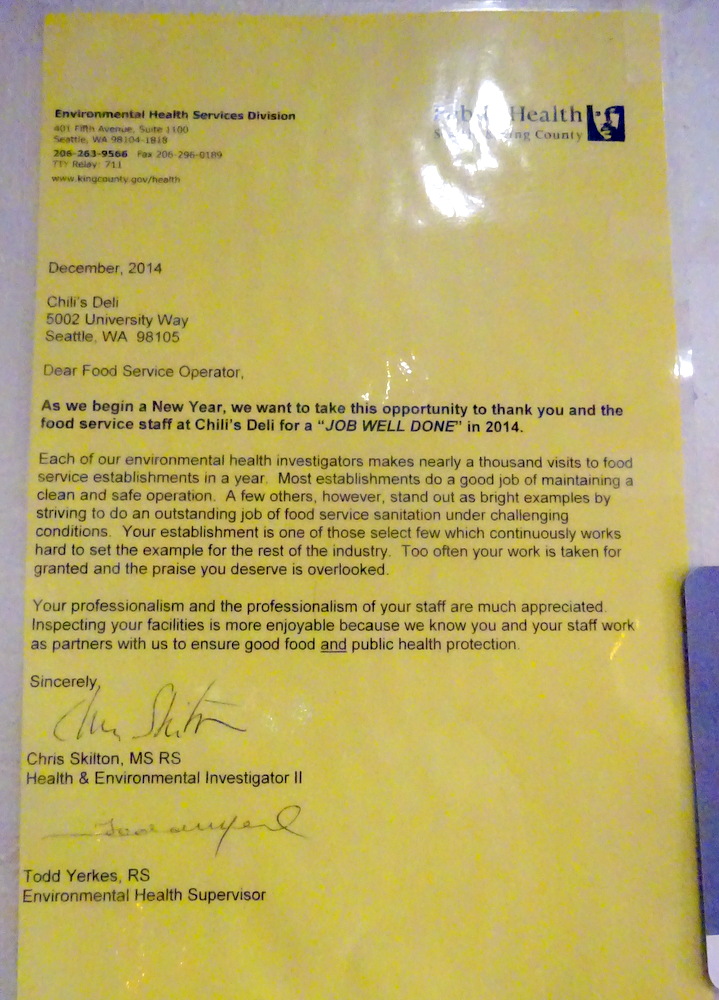 Environmental Health Services Division
401 Fifth Avenue, Suite 1100
Seattle, WA 98104-1818
206-263-9566 Fax 206-296-0189
TTY Relay: 711
www.kingcounty.gov/health
Public Health
King County
December, 2014
Chili's Deli
5002 University Way
Seattle, WA 98105
Dear Food Service Operator,
As we begin a New Year, we want to take this opportunity to thank you and the
food service staff at Chili's Deli for a "JOB WELL DONE" in 2014.
Each of our environmental health investigators makes nearly a thousand visits to food
service establishments in a year. Most establishments do a good job of maintaining a
clean and safe operation. A few others, however, stand out as bright examples by
striving to do an outstanding job of food service sanitation under challenging
conditions. Your establishment is one of those select few which continuously works
hard to set the example for the rest of the industry. Too often your work is taken for
granted and the praise you deserve is overlooked.
Your professionalism and the professionalism of your staff are much appreciated.
Inspecting your facilities is more enjoyable because we know you and your staff work
as partners with us to ensure good food and public health protection.
Sincerely,
Chris Skilton
Chris Skilton, MS RS
Health & Environmental Investigator II
Todd Yerkes, RS
Environmental Health Supervisor